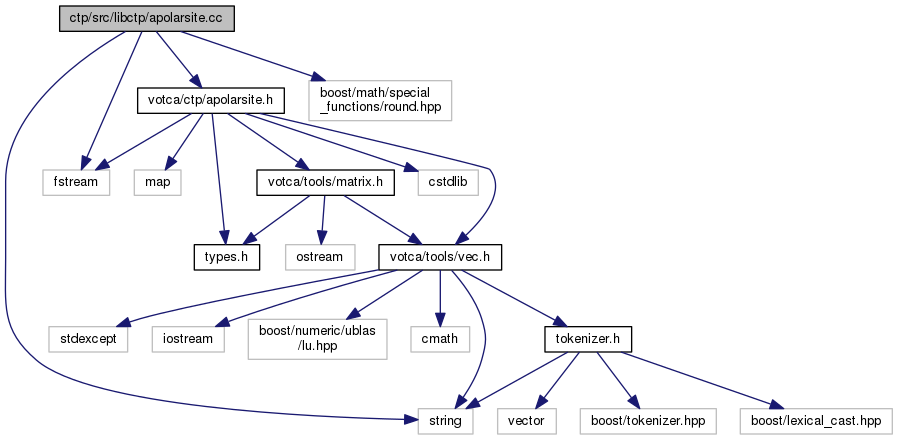 ctp/src/libctp/apolarsite.cc
votca/ctp/apolarsite.h
boost/math/special
_functions/round.hpp
fstream
map
votca/tools/matrix.h
cstdlib
types.h
ostream
votca/tools/vec.h
stdexcept
iostream
boost/numeric/ublas
/lu.hpp
cmath
tokenizer.h
string
vector
boost/tokenizer.hpp
boost/lexical_cast.hpp